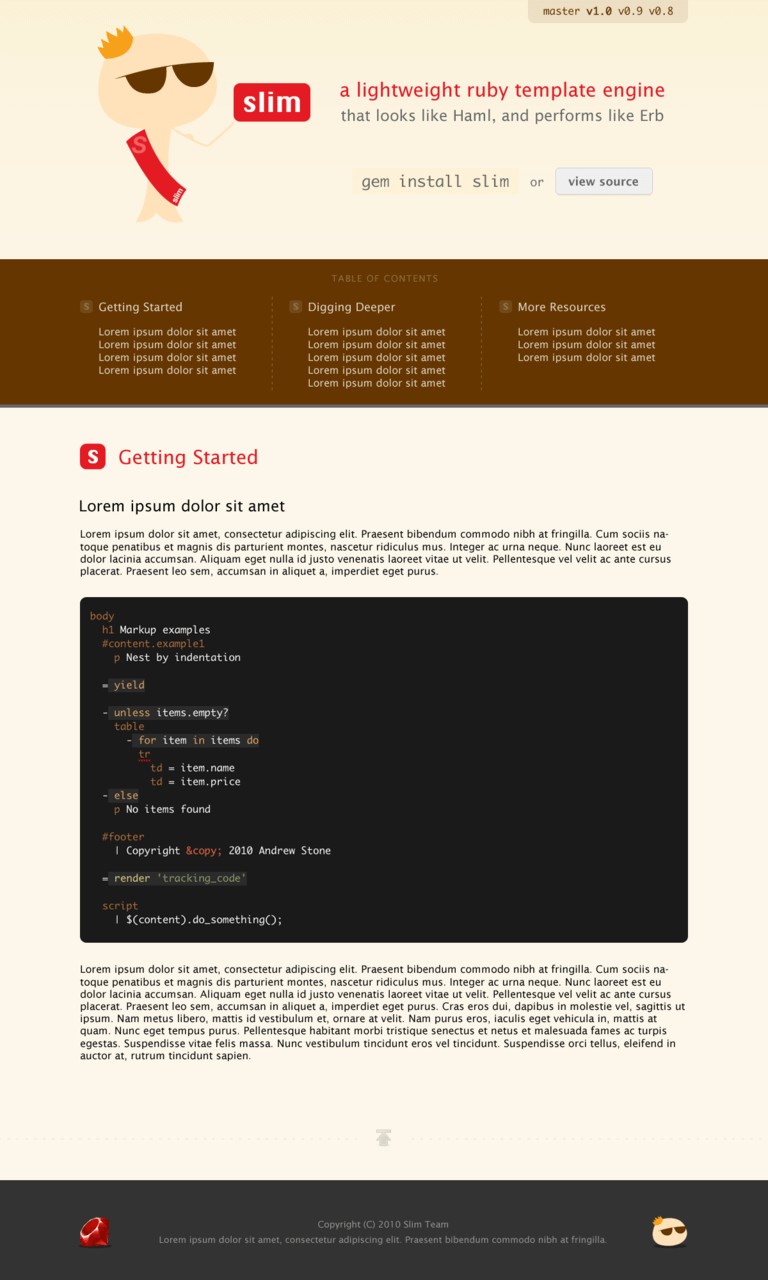 master v1.0 v0.9 v0.8
slim
a lightweight ruby template engine
that looks like Haml, and performs like Erb
S
slim
gem install slim or view source
TABLE OF CONTENTS
S Getting Started
Lorem ipsum dolor sit amet
Lorem ipsum dolor sit amet
Lorem ipsum dolor sit amet
Lorem ipsum dolor sit amet
S Digging Deeper
Lorem ipsum dolor sit amet
Lorem ipsum dolor sit amet
Lorem ipsum dolor sit amet
Lorem ipsum dolor sit amet
Lorem ipsum dolor sit amet
S More Resources
Lorem ipsum dolor sit amet
Lorem ipsum dolor sit amet
Lorem ipsum dolor sit amet
S Getting Started
Lorem ipsum dolor sit amet
Lorem ipsum dolor sit amet, consectetur adipiscing elit. Praesent bibendum commodo nibh at fringilla. Cum sociis na-
toque penatibus et magnis dis parturient montes, nascetur ridiculus mus. Integer ac urna neque. Nunc laoreet est eu
dolor lacinia accumsan. Aliquam eget nulla id justo venenatis laoreet vitae ut velit. Pellentesque vel velit ac ante cursus
placerat. Praesent leo sem, accumsan in aliquet a, imperdiet eget purus.
body
h1 Markup examples
#content.example1
p Nest by indentation
= yield
- unless items.empty?
table
- for item in items do
tr
td = item.name
td = item.price
- else
p No items found
#footer
| Copyright &copy; 2010 Andrew Stone
= render 'tracking_code'
script
| $(content).do_something();
Lorem ipsum dolor sit amet, consectetur adipiscing elit. Praesent bibendum commodo nibh at fringilla. Cum sociis na-
toque penatibus et magnis dis parturient montes, nascetur ridiculus mus. Integer ac urna neque. Nunc laoreet est eu
dolor lacinia accumsan. Aliquam eget nulla id justo venenatis laoreet vitae ut velit. Pellentesque vel velit ac ante cursus
placerat. Praesent leo sem, accumsan in aliquet a, imperdiet eget purus. Cras eros dui, dapibus in molestie vel, sagittis ut
ipsum. Nam metus libero, mattis id vestibulum et, ornare at velit. Nam purus eros, iaculis eget vehicula in, mattis at
quam. Nunc eget tempus purus. Pellentesque habitant morbi tristique senectus et netus et malesuada fames ac turpis
egestas. Suspendisse vitae felis massa. Nunc vestibulum tincidunt eros vel tincidunt. Suspendisse orci tellus, eleifend in
auctor at, rutrum tincidunt sapien.
Copyright (C) 2010 Slim Team
Lorem ipsum dolor sit amet, consectetur adipiscing elit. Praesent bibendum commodo nibh at fringilla.